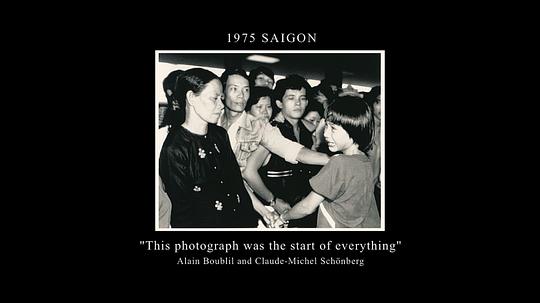 1975 SAIGON
"This photograph was the start of everything"
Alain Boublil and Claude-Michel Schönberg